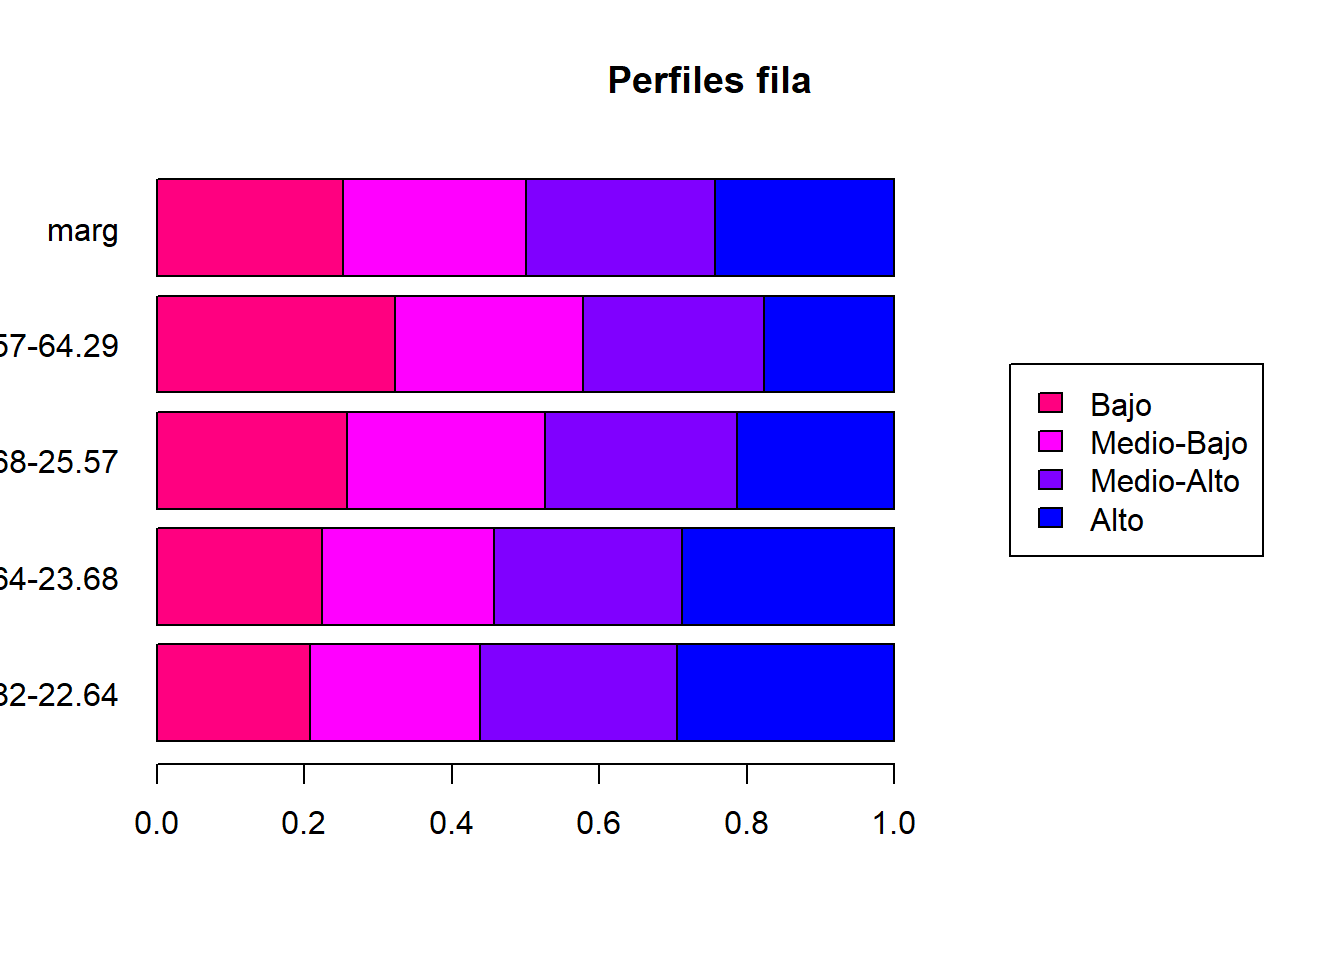 Perfiles fila
marg
57-64.29
68-25.57
64-23.68
32-22.64
0.0 0.2 0.4 0.6 0.8 1.0
Bajo
Medio-Bajo
Medio-Alto
Alto